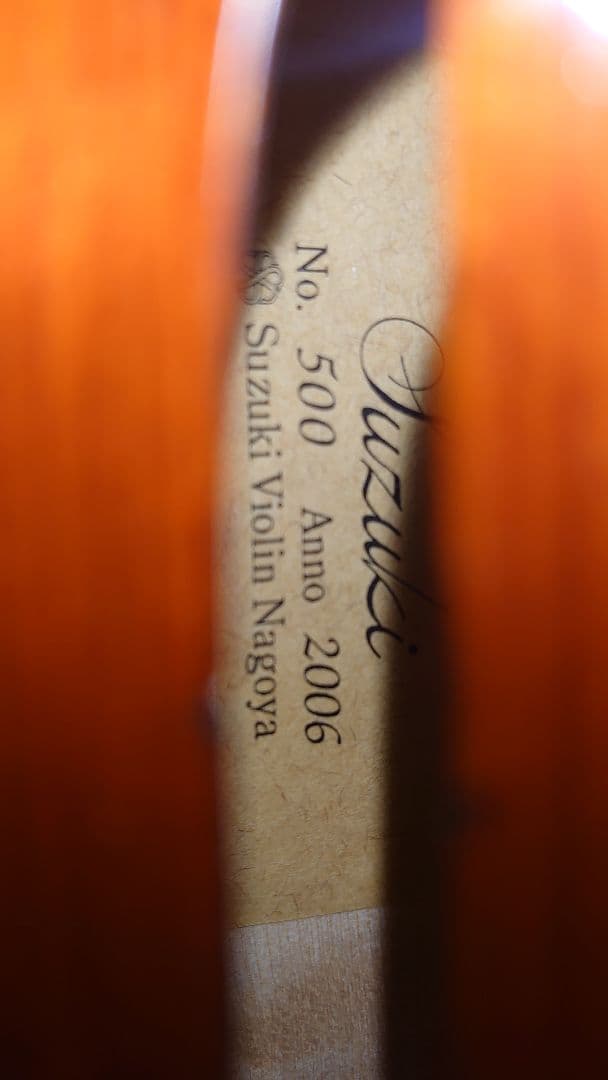 Suzuki
No. 500 Anno 2006
Suzuki Violin Nagoya